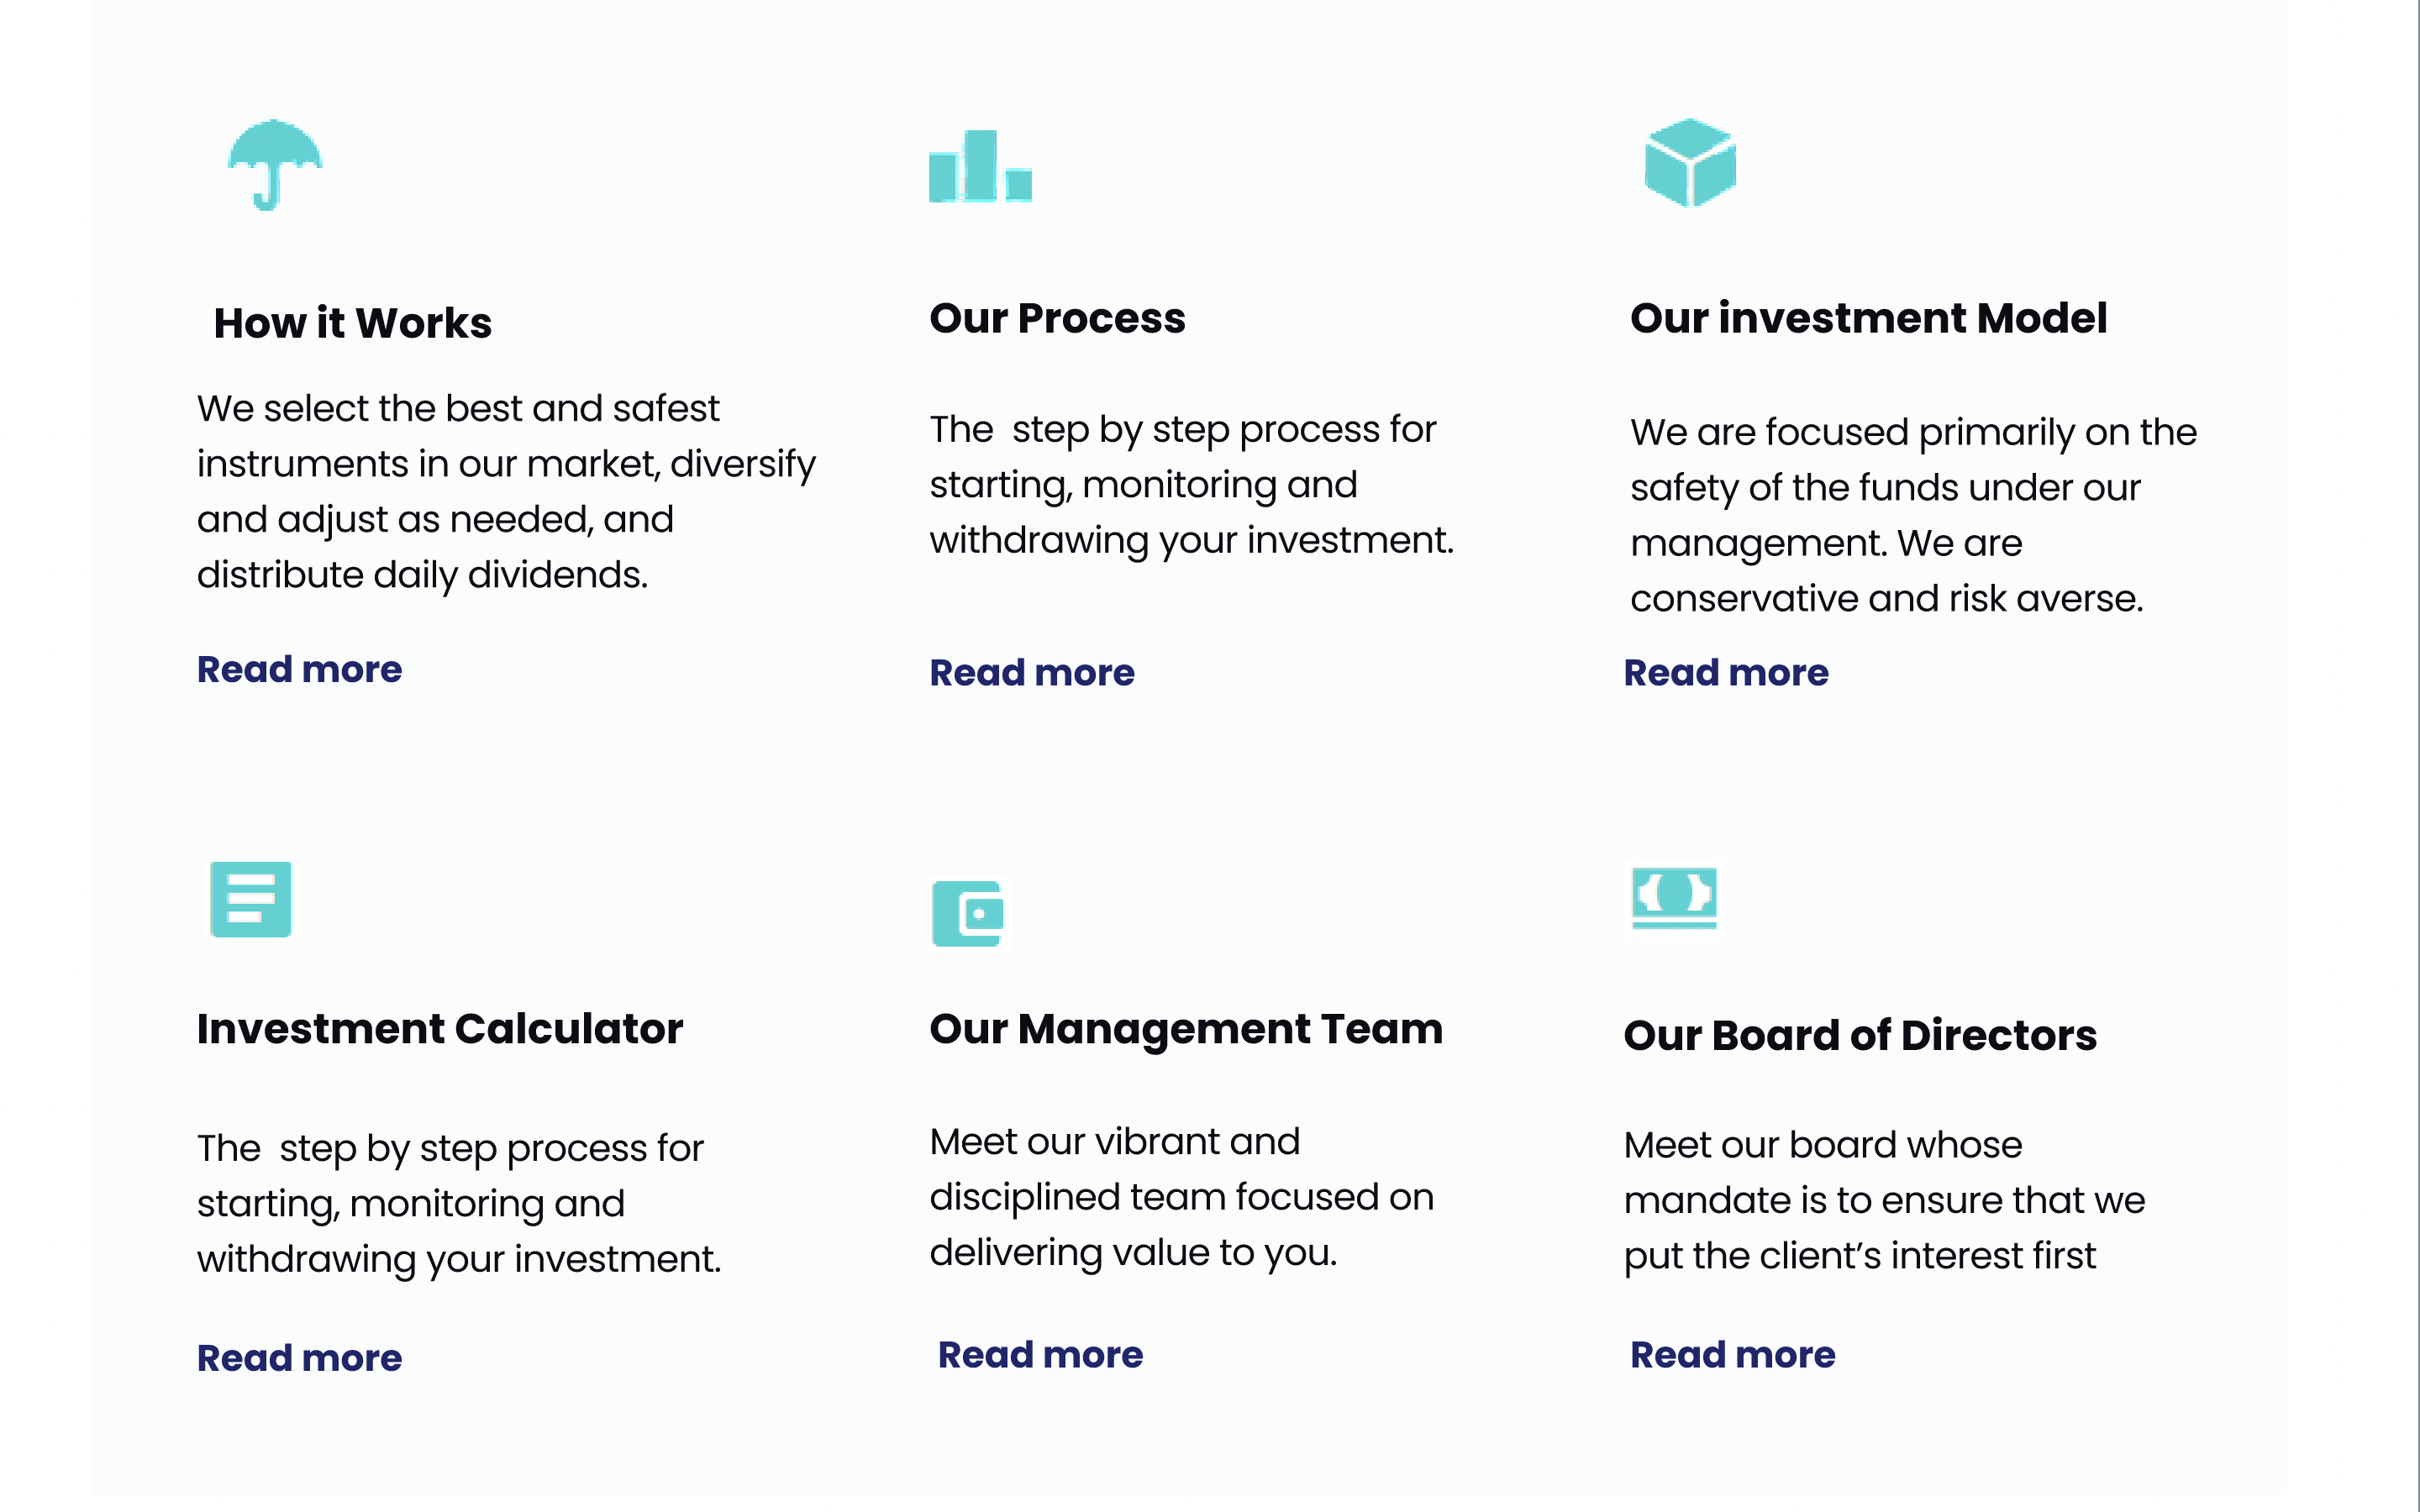 How it Works
We select the best and safest
instruments in our market, diversify
and adjust as needed, and
distribute daily dividends.
Read more
Our Process
The  step by step process for
starting, monitoring and
withdrawing your investment.
Read more
Our investment Model
We are focused primarily on the
safety of the funds under our
management. We are
conservative and risk averse.
Read more
Investment Calculator
The  step by step process for
starting, monitoring and
withdrawing your investment.
Read more
Our Management Team
Meet our vibrant and
disciplined team focused on
delivering value to you.
Read more
Our Board of Directors
Meet our board whose
mandate is to ensure that we
put the client’s interest first
Read more